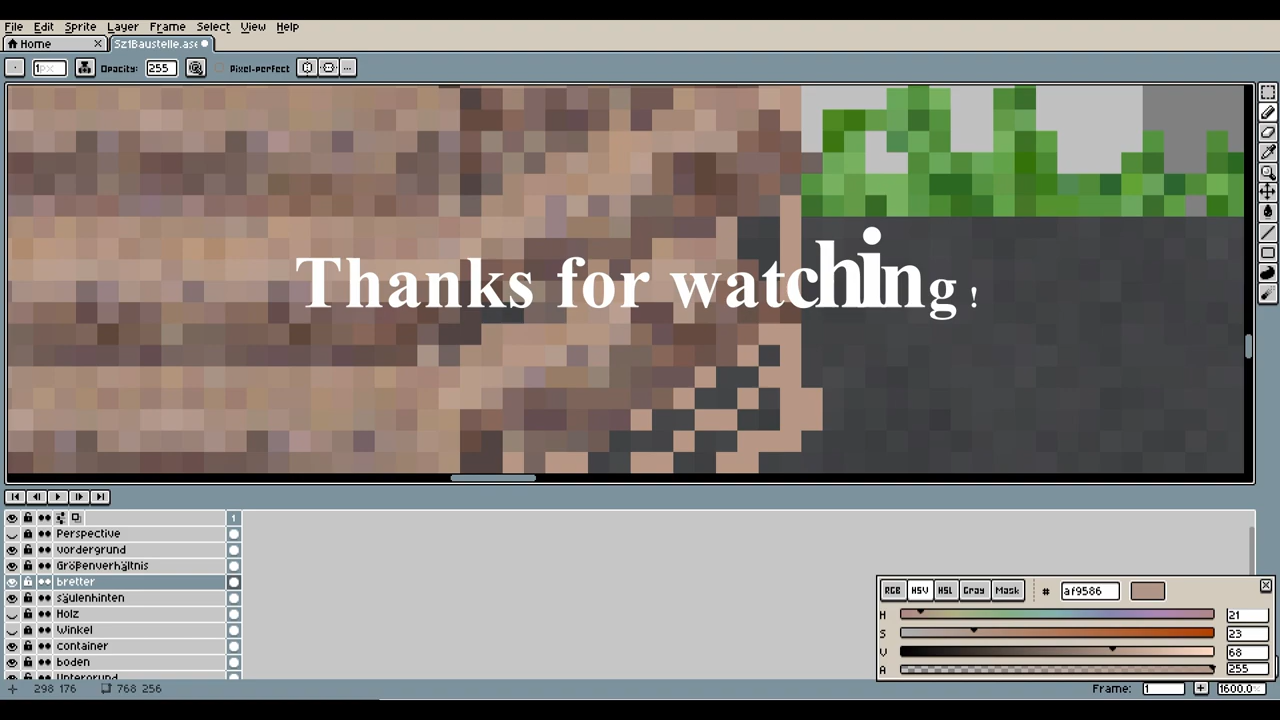 File Edit Sprite Layer Frame Select View Help
Home Sz1Baustelle.ase
1px Opacity: 255 Pixel-perfect
Thanks for watching!
1
Perspective
vordergrund
Größenverhältnis
bretter
säulenhinten
Holz
Winkel
container
boden
Untergrund
RGB HSV HSL Gray Mask # af9586
H 21
S 23
V 68
A 255
298 176 768 256 Frame: 1 1600.0